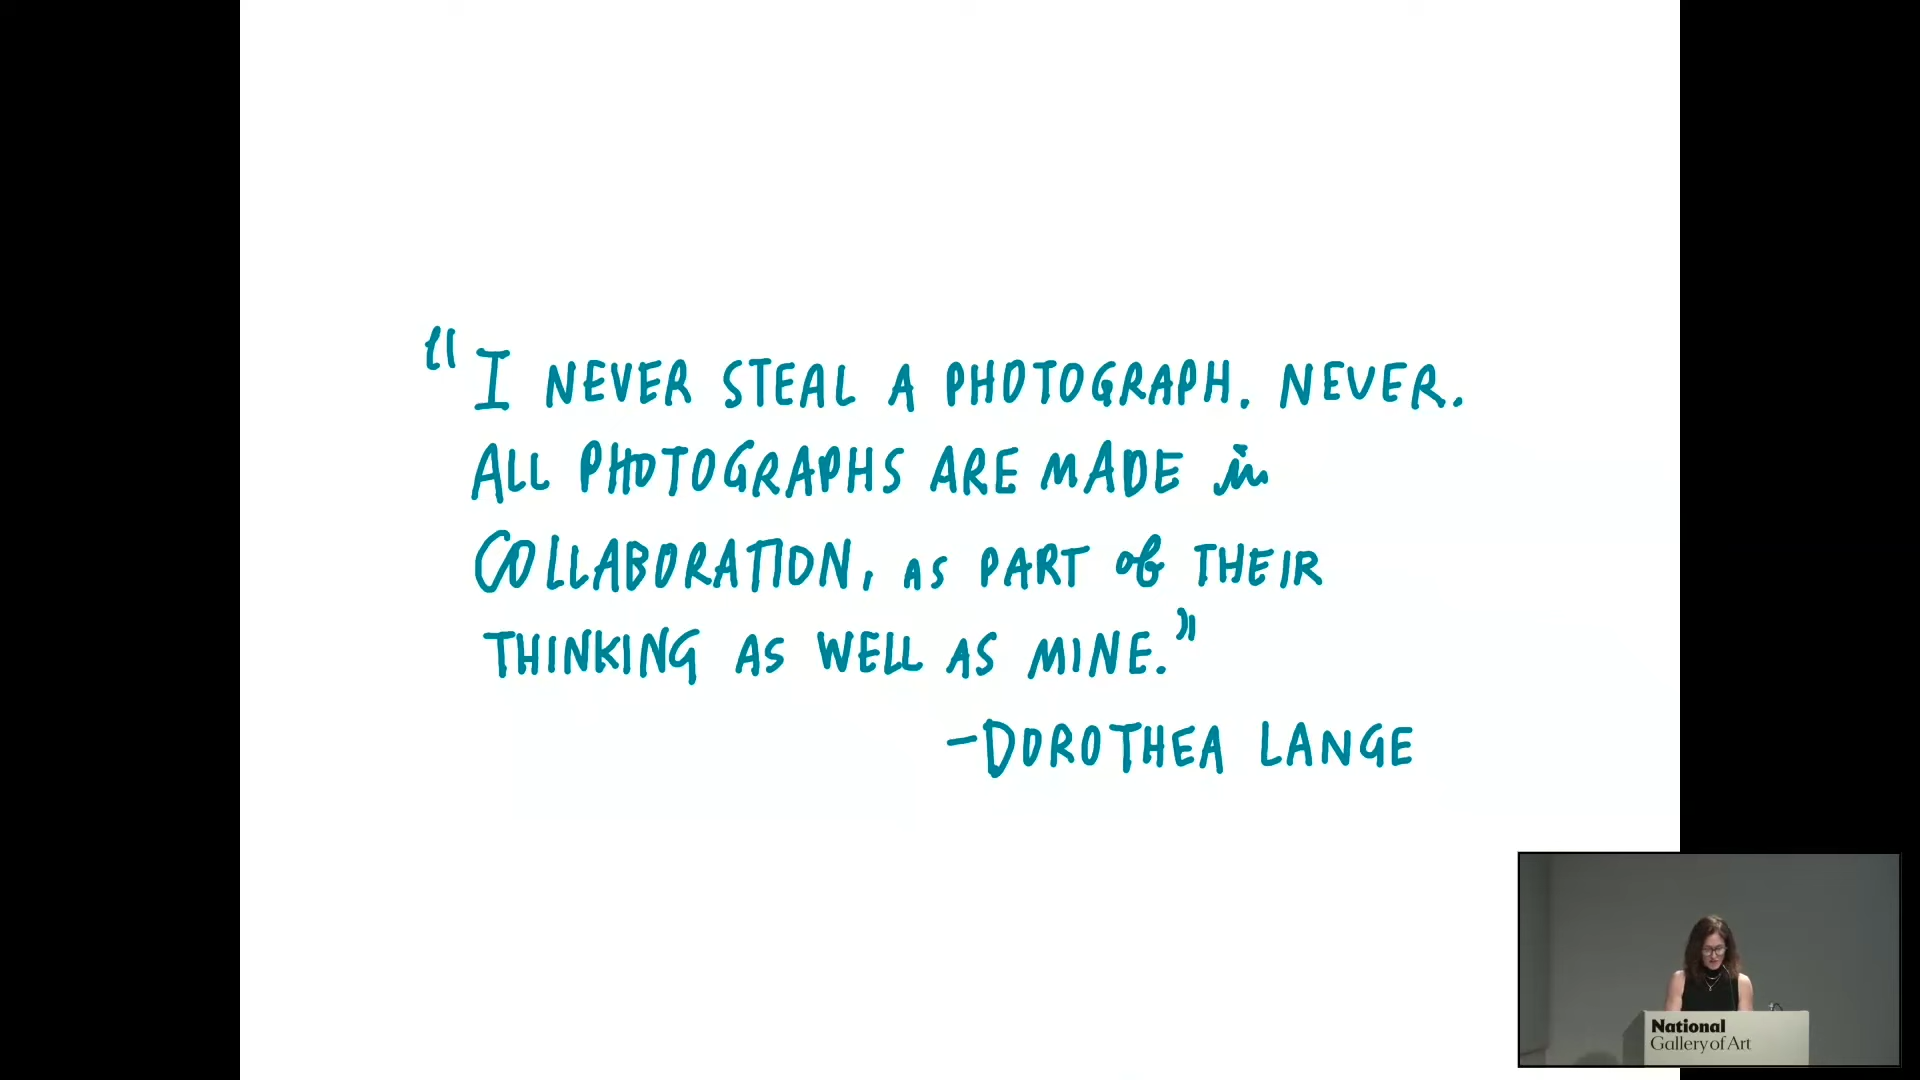 “I NEVER STEAL A PHOTOGRAPH. NEVER.
ALL PHOTOGRAPHS ARE MADE in
COLLABORATION, AS PART of THEIR
THINKING AS WELL AS MINE.”
-DOROTHEA LANGE
National
Gallery of Art